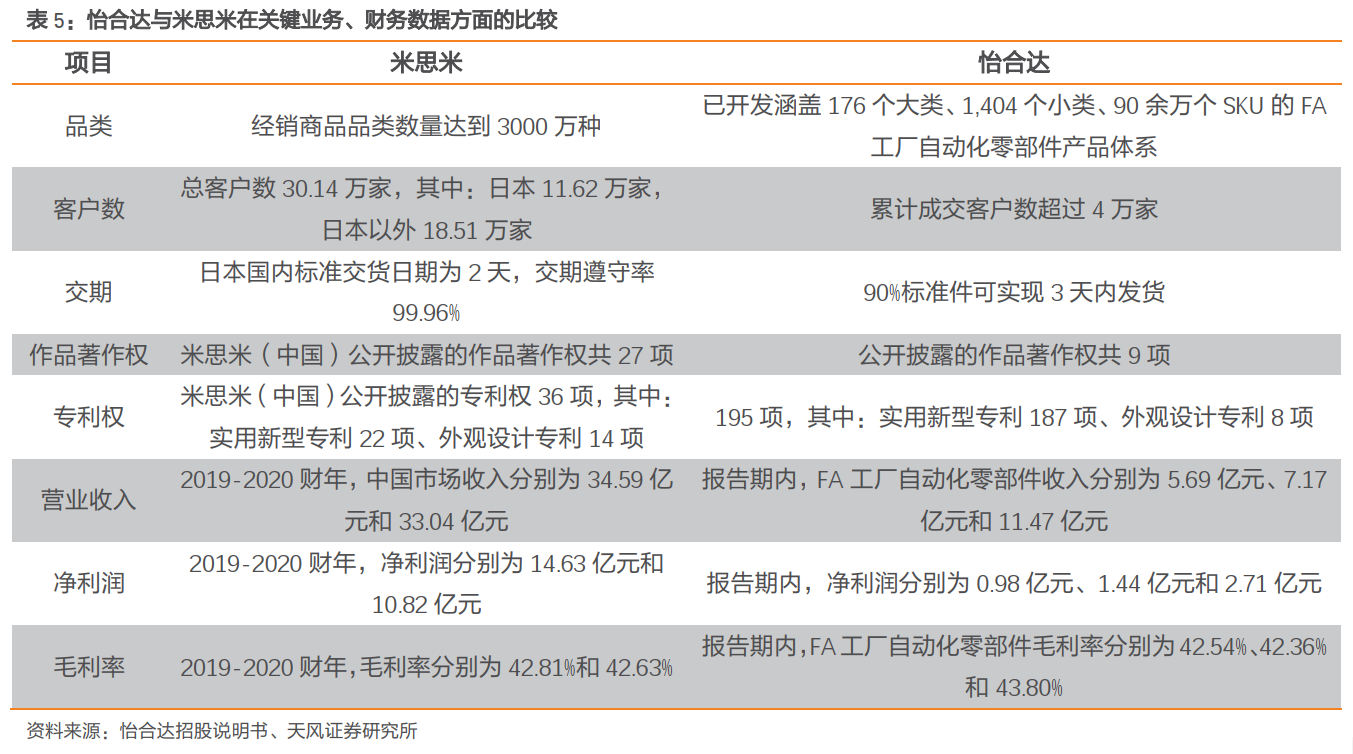 表 5：怡合达与米思米在关键业务、财务数据方面的比较
项目 米思米 怡合达
品类 经销商品品类数量达到 3000 万种 已开发涵盖 176 个大类、1,404 个小类、90 余万个 SKU 的 FA
工厂自动化零部件产品体系
客户数 总客户数 30.14 万家，其中：日本 11.62 万家，
日本以外 18.51 万家 累计成交客户数超过 4 万家
交期 日本国内标准交货日期为 2 天，交期遵守率
99.96% 90%标准件可实现 3 天内发货
作品著作权 米思米（中国）公开披露的作品著作权共 27 项 公开披露的作品著作权共 9 项
专利权 米思米（中国）公开披露的专利权 36 项，其中：
实用新型专利 22 项、外观设计专利 14 项 195 项，其中：实用新型专利 187 项、外观设计专利 8 项
营业收入 2019-2020 财年，中国市场收入分别为 34.59 亿
元和 33.04 亿元 报告期内，FA 工厂自动化零部件收入分别为 5.69 亿元、7.17
亿元和 11.47 亿元
净利润 2019-2020 财年，净利润分别为 14.63 亿元和
10.82 亿元 报告期内，净利润分别为 0.98 亿元、1.44 亿元和 2.71 亿元
毛利率 2019-2020 财年，毛利率分别为 42.81%和 42.63% 报告期内，FA 工厂自动化零部件毛利率分别为 42.54%、42.36%
和 43.80%
资料来源：怡合达招股说明书、天风证券研究所